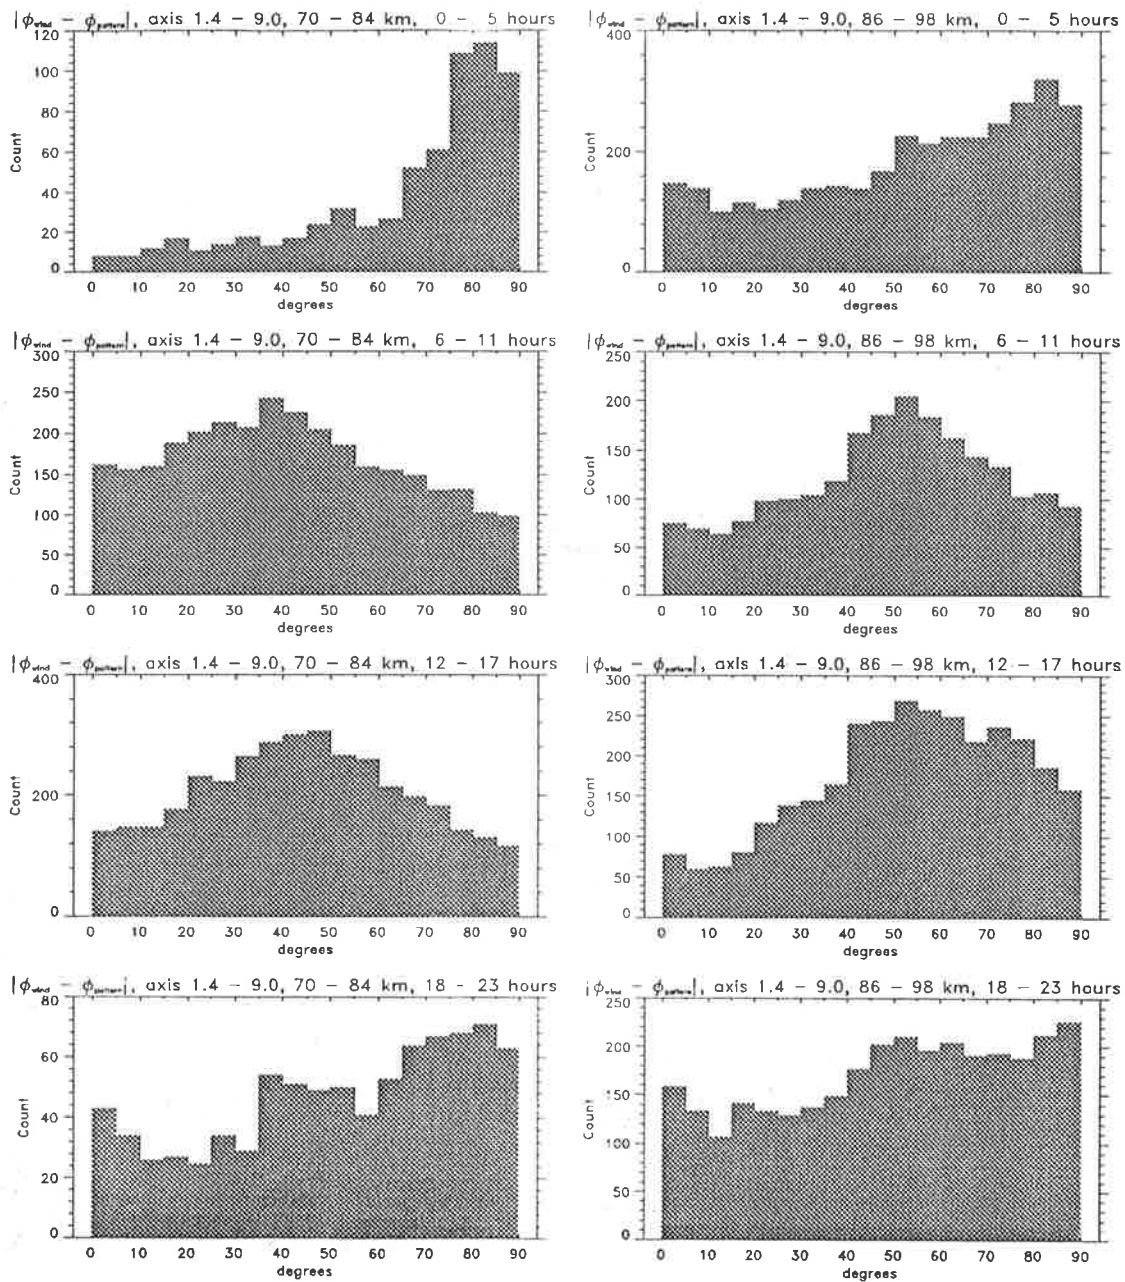 |φwind − φpattern|, axis 1.4 − 9.0, 70 − 84 km, 0 − 5 hours
120
100
80
60
40
20
0
Count
0 10 20 30 40 50 60 70 80 90
degrees
|φwind − φpattern|, axis 1.4 − 9.0, 86 − 98 km, 0 − 5 hours
400
200
0
Count
0 10 20 30 40 50 60 70 80 90
degrees
|φwind − φpattern|, axis 1.4 − 9.0, 70 − 84 km, 6 − 11 hours
300
250
200
150
100
50
0
Count
0 10 20 30 40 50 60 70 80 90
degrees
|φwind − φpattern|, axis 1.4 − 9.0, 86 − 98 km, 6 − 11 hours
250
200
150
100
50
0
Count
0 10 20 30 40 50 60 70 80 90
degrees
|φwind − φpattern|, axis 1.4 − 9.0, 70 − 84 km, 12 − 17 hours
400
200
0
Count
0 10 20 30 40 50 60 70 80 90
degrees
|φwind − φpattern|, axis 1.4 − 9.0, 86 − 98 km, 12 − 17 hours
300
250
200
150
100
50
0
Count
0 10 20 30 40 50 60 70 80 90
degrees
|φwind − φpattern|, axis 1.4 − 9.0, 70 − 84 km, 18 − 23 hours
80
60
40
20
0
Count
0 10 20 30 40 50 60 70 80 90
degrees
|φwind − φpattern|, axis 1.4 − 9.0, 86 − 98 km, 18 − 23 hours
250
200
150
100
50
0
Count
0 10 20 30 40 50 60 70 80 90
degrees